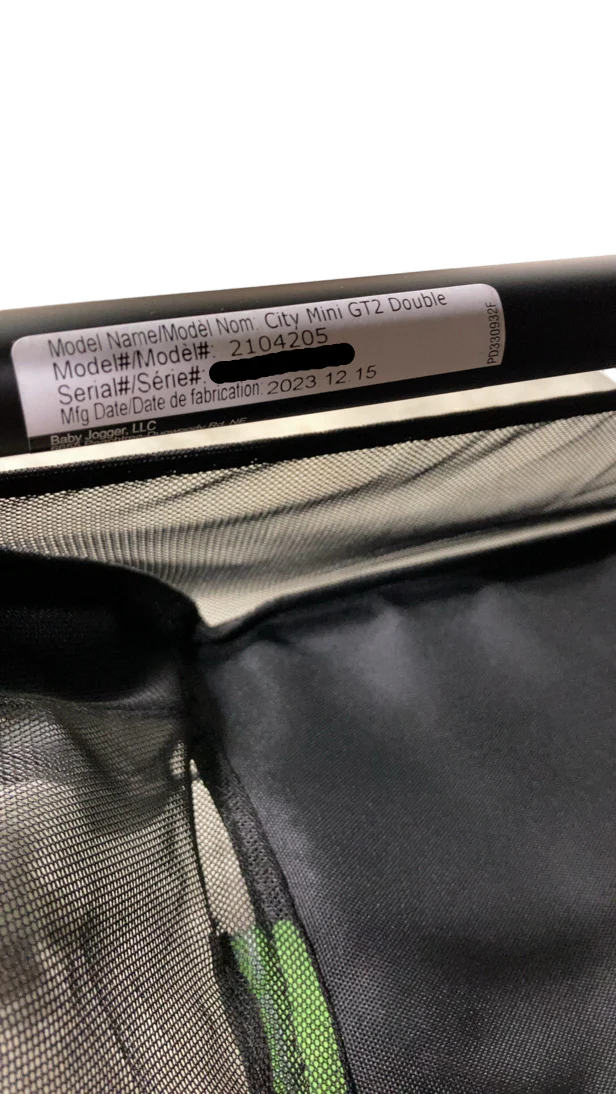 Model Name/Modèl Nom: City Mini GT2 Double
Model#/Modèl#: 2104205
Serial#/Série#:
Mfg Date/Date de fabrication: 2023 12.15
PD330932F
Baby Jogger, LLC